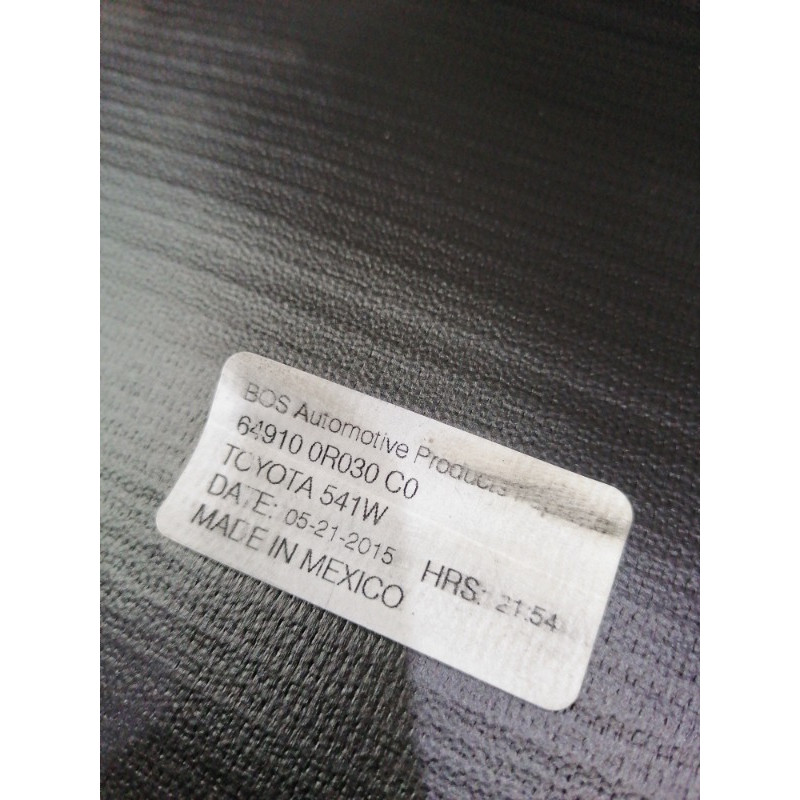 BOS Automotive Products
64910 0R030 C0
TOYOTA 541W
DATE: 05-21-2015 HRS: 21:54
MADE IN MEXICO